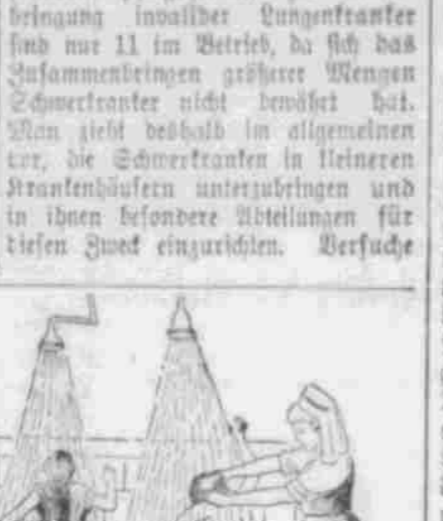 bringung invalider Lungenkranker
sind nur 11 im Betrieb, da sich das
Zusammenbringen größerer Mengen
Schwerkranker nicht bewährt hat.
Man zieht deshalb im allgemeinen
vor, die Schwerkranken in kleineren
Krankenhäusern unterzubringen und
in ihnen besondere Abteilungen für
diesen Zweck einzurichten. Versuche